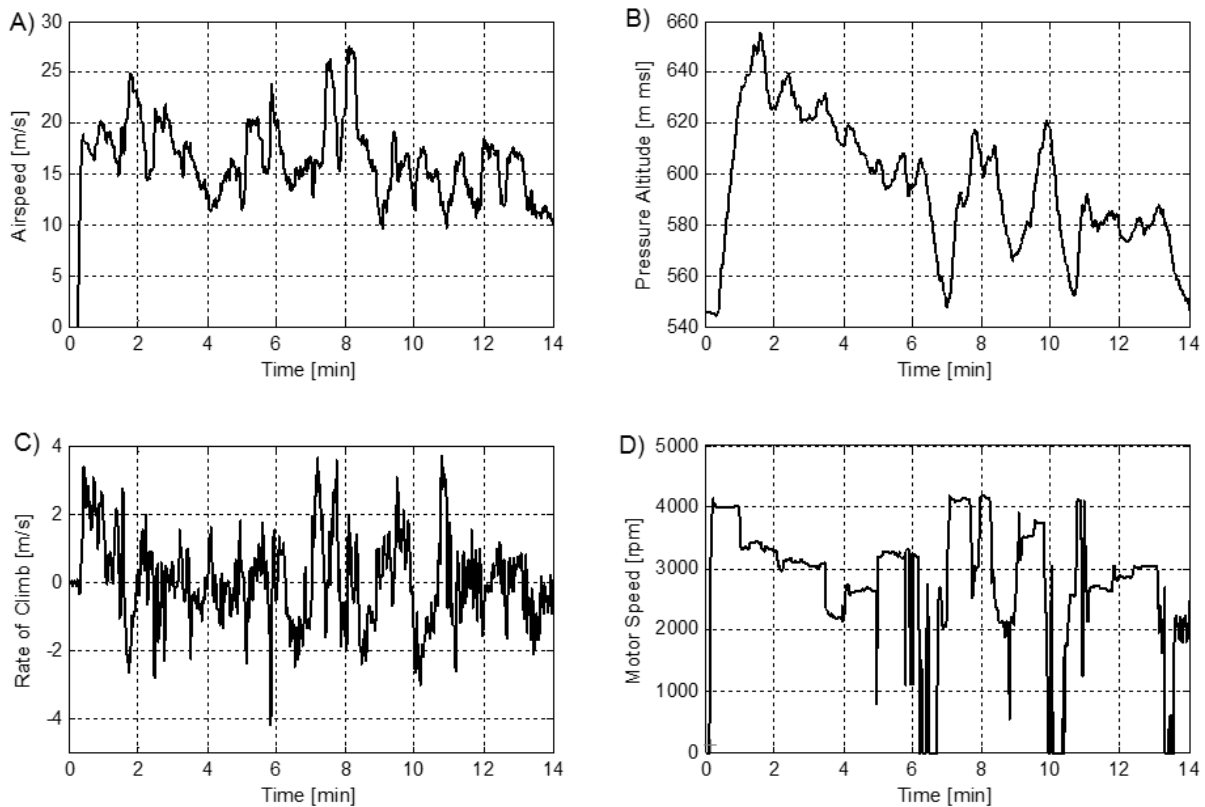 A)
Airspeed [m/s]
30
25
20
15
10
5
0
0 2 4 6 8 10 12 14
Time [min]
B)
Pressure Altitude [m msl]
660
640
620
600
580
560
540
0 2 4 6 8 10 12 14
Time [min]
C)
Rate of Climb [m/s]
4
2
0
-2
-4
0 2 4 6 8 10 12 14
Time [min]
D)
Motor Speed [rpm]
5000
4000
3000
2000
1000
0
0 2 4 6 8 10 12 14
Time [min]